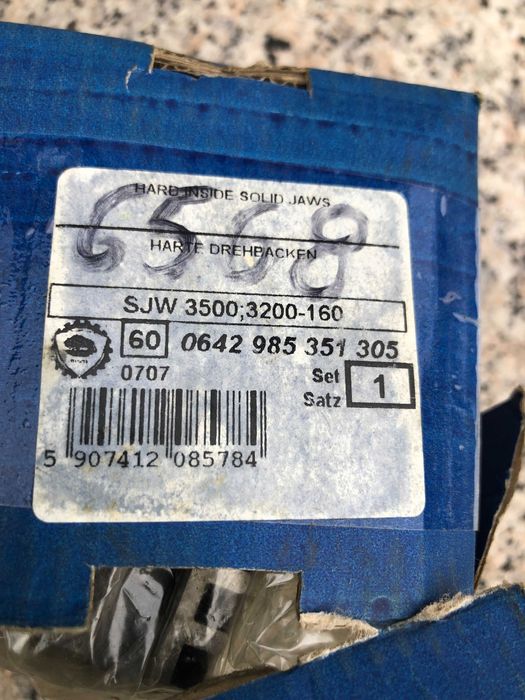 HARD INSIDE SOLID JAWS
6568
HARTE DREHBACKEN
SJW 3500;3200-160
60 0642 985 351 305
0707
Set
Satz
1
5 907412 085784